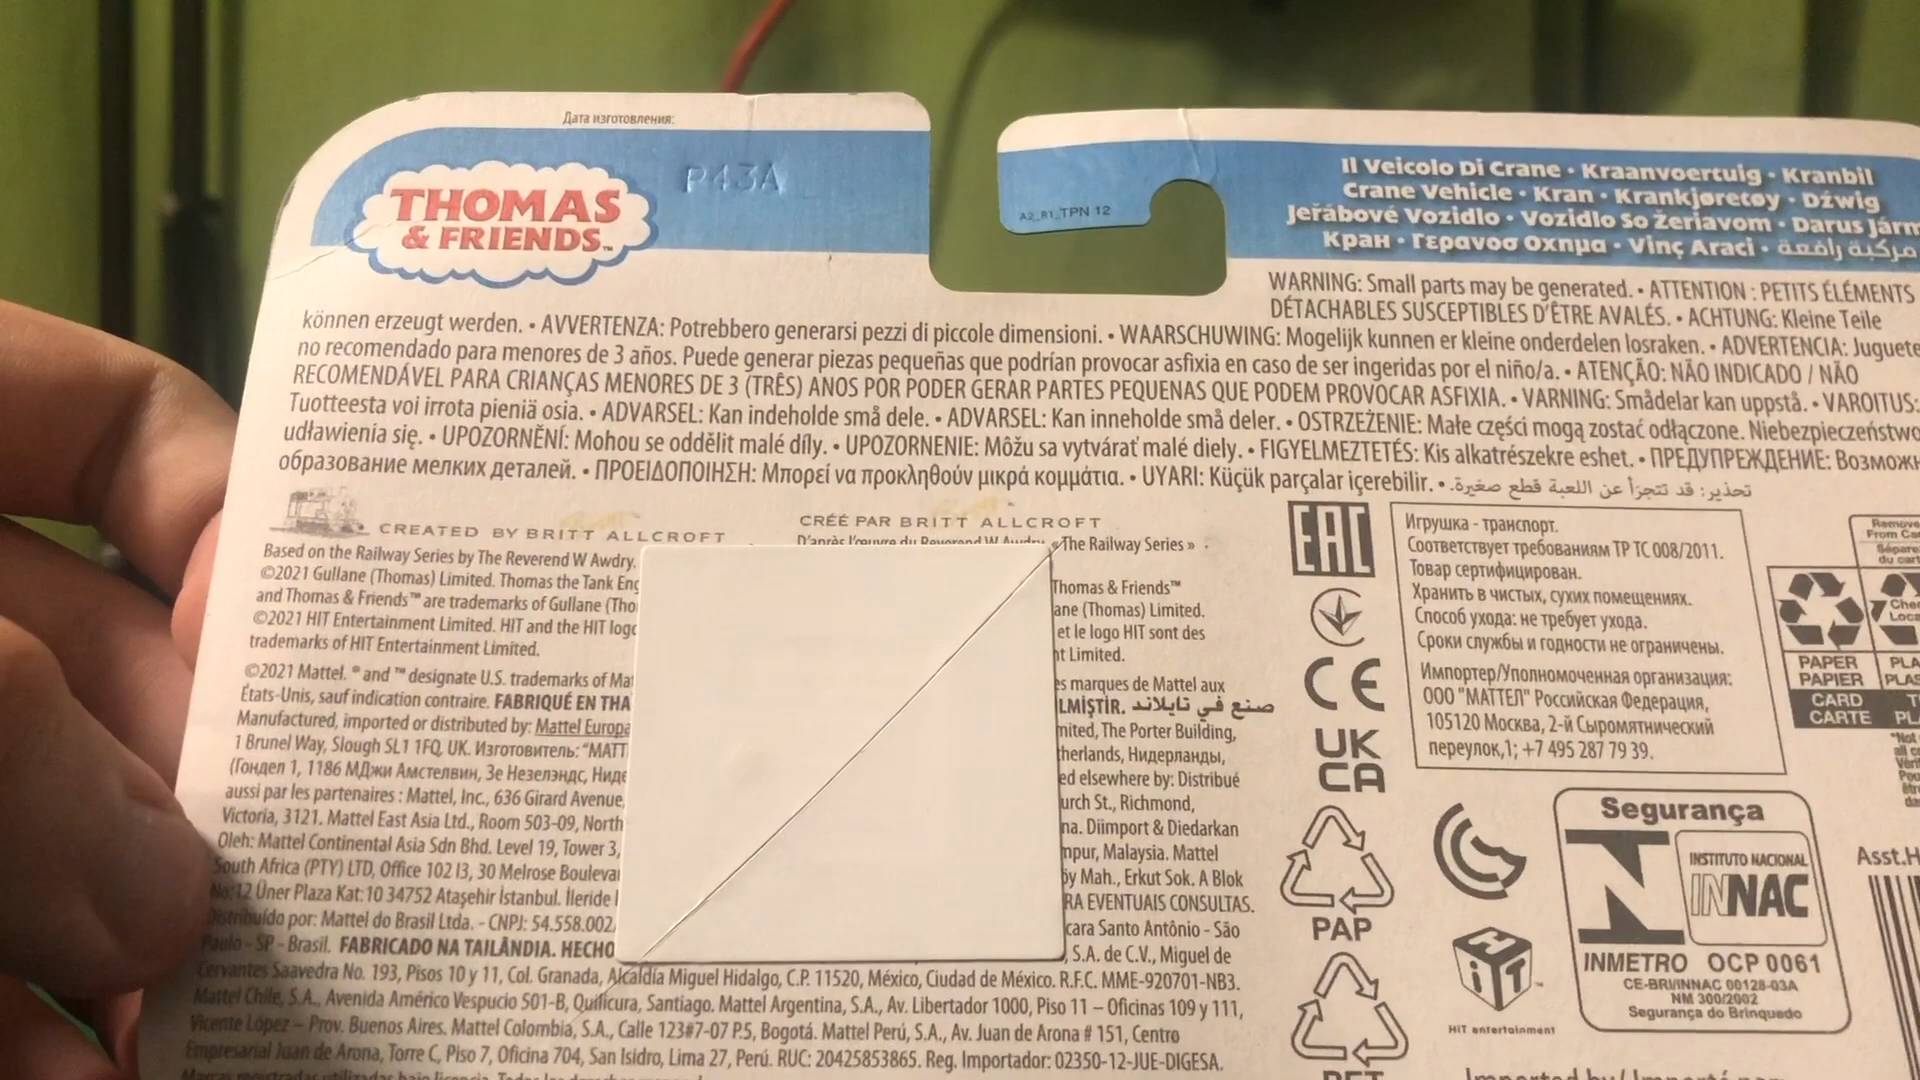 Дата изготовления:
THOMAS
& FRIENDS™
P43A
A2_R1_TPN 12
Il Veicolo Di Crane • Kraanvoertuig • Kranbil
Crane Vehicle • Kran • Krankjøretøy • Dźwig
Jeřábové Vozidlo • Vozidlo So Žeriavom • Darus Járm
Кран • Γερανοσ Οχημα • Vinç Araci • مركبة رافعة
WARNING: Small parts may be generated. • ATTENTION : PETITS ÉLÉMENTS
DÉTACHABLES SUSCEPTIBLES D'ÊTRE AVALÉS. • ACHTUNG: Kleine Teile
können erzeugt werden. • AVVERTENZA: Potrebbero generarsi pezzi di piccole dimensioni. • WAARSCHUWING: Mogelijk kunnen er kleine onderdelen losraken. • ADVERTENCIA: Juguete
no recomendado para menores de 3 años. Puede generar piezas pequeñas que podrían provocar asfixia en caso de ser ingeridas por el niño/a. • ATENÇÃO: NÃO INDICADO / NÃO
RECOMENDÁVEL PARA CRIANÇAS MENORES DE 3 (TRÊS) ANOS POR PODER GERAR PARTES PEQUENAS QUE PODEM PROVOCAR ASFIXIA. • VARNING: Smådelar kan uppstå. • VAROITUS:
Tuotteesta voi irrota pieniä osia. • ADVARSEL: Kan indeholde små dele. • ADVARSEL: Kan inneholde små deler. • OSTRZEŻENIE: Małe części mogą zostać odłączone. Niebezpieczeństwo
udławienia się. • UPOZORNĚNÍ: Mohou se oddělit malé díly. • UPOZORNENIE: Môžu sa vytvárať malé diely. • FIGYELMEZTETÉS: Kis alkatrészekre eshet. • ПРЕДУПРЕЖДЕНИЕ: Возможн
образование мелких деталей. • ΠΡΟΕΙΔΟΠΟΙΗΣΗ: Μπορεί να προκληθούν μικρά κομμάτια. • UYARI: Küçük parçalar içerebilir. • تحذير: قد تتجزأ عن اللعبة قطع صغيرة.
CREATED BY BRITT ALLCROFT
Based on the Railway Series by The Reverend W Awdry.
©2021 Gullane (Thomas) Limited. Thomas the Tank Eng
and Thomas & Friends™ are trademarks of Gullane (Tho
©2021 HIT Entertainment Limited. HIT and the HIT logo
trademarks of HIT Entertainment Limited.
©2021 Mattel. ® and ™ designate U.S. trademarks of Ma
États-Unis, sauf indication contraire. FABRIQUÉ EN THA
Manufactured, imported or distributed by: Mattel Europa
1 Brunel Way, Slough SL1 1FQ, UK. Изготовитель: "МАТТ
(Гондел 1, 1186 МДжи Амстелвин, Зе Незелэндс, Ниде
aussi par les partenaires : Mattel, Inc., 636 Girard Avenue,
Victoria, 3121. Mattel East Asia Ltd., Room 503-09, North
Oleh: Mattel Continental Asia Sdn Bhd. Level 19, Tower 3,
South Africa (PTY) LTD, Office 102 I3, 30 Melrose Bouleva
No:12 Üner Plaza Kat:10 34752 Ataşehir İstanbul. İleride
Distribuído por: Mattel do Brasil Ltda. - CNPJ: 54.558.002
Paulo - SP - Brasil. FABRICADO NA TAILÂNDIA. HECHO
CRÉÉ PAR BRITT ALLCROFT
D'après l'œuvre du Reverend W Awdry « The Railway Series » .
Thomas & Friends™
ane (Thomas) Limited.
et le logo HIT sont des
nt Limited.
es marques de Mattel aux
LMİŞTİR. صنع في تايلاند
mited, The Porter Building,
therlands, Нидерланды,
ed elsewhere by: Distribué
urch St., Richmond,
na. Diimport & Diedarkan
mpur, Malaysia. Mattel
öy Mah., Erkut Sok. A Blok
RA EVENTUAIS CONSULTAS.
cara Santo Antônio - São
, S.A. de C.V., Miguel de
Cervantes Saavedra No. 193, Pisos 10 y 11, Col. Granada, Alcaldía Miguel Hidalgo, C.P. 11520, México, Ciudad de México. R.F.C. MME-920701-NB3.
Mattel Chile, S.A., Avenida Américo Vespucio 501-B, Quilicura, Santiago. Mattel Argentina, S.A., Av. Libertador 1000, Piso 11 – Oficinas 109 y 111,
Vicente López – Prov. Buenos Aires. Mattel Colombia, S.A., Calle 123#7-07 P.5, Bogotá. Mattel Perú, S.A., Av. Juan de Arona # 151, Centro
Empresarial Juan de Arona, Torre C, Piso 7, Oficina 704, San Isidro, Lima 27, Perú. RUC: 20425853865. Reg. Importador: 02350-12-JUE-DIGESA.
EAC
CE
UK
CA
PAP
PET
Игрушка - транспорт.
Соответствует требованиям ТР ТС 008/2011.
Товар сертифицирован.
Хранить в чистых, сухих помещениях.
Способ ухода: не требует ухода.
Сроки службы и годности не ограничены.
Импортер/Уполномоченная организация:
ООО "МАТТЕЛ" Российская Федерация,
105120 Москва, 2-й Сыромятнический
переулок,1; +7 495 287 79 39.
HIT
HIT entertainment
Segurança
INSTITUTO NACIONAL
INNAC
INMETRO OCP 0061
CE-BRI/INNAC 00128-03A
NM 300/2002
Segurança do Brinquedo
Remove
From Ca
Sépare
du cart
Chec
Loca
PAPER
PAPIER
CARD
CARTE
PLA
PLAS
*Not
all co
Asst.H